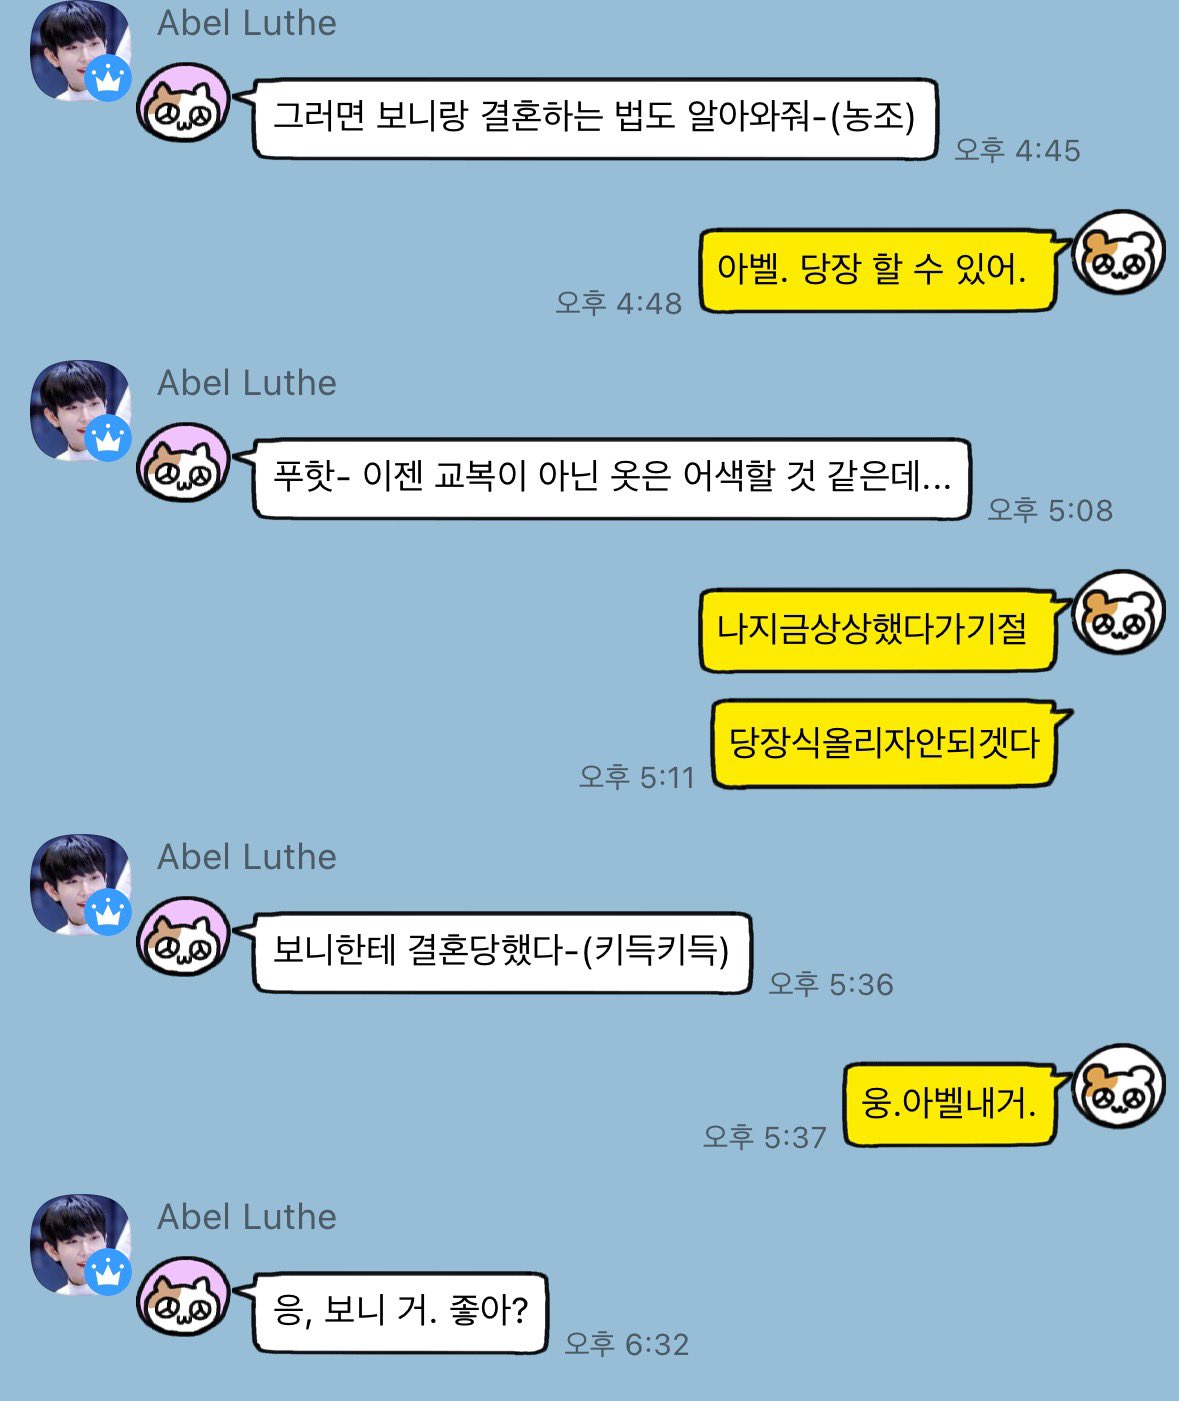 Abel Luthe
그러면 보니랑 결혼하는 법도 알아와줘-(농조)
오후 4:45
아벨. 당장 할 수 있어.
오후 4:48
Abel Luthe
푸핫- 이젠 교복이 아닌 옷은 어색할 것 같은데...
오후 5:08
나지금상상했다가기절
당장식올리자안되겟다
오후 5:11
Abel Luthe
보니한테 결혼당했다-(키득키득)
오후 5:36
웅.아벨내거.
오후 5:37
Abel Luthe
응, 보니 거. 좋아?
오후 6:32